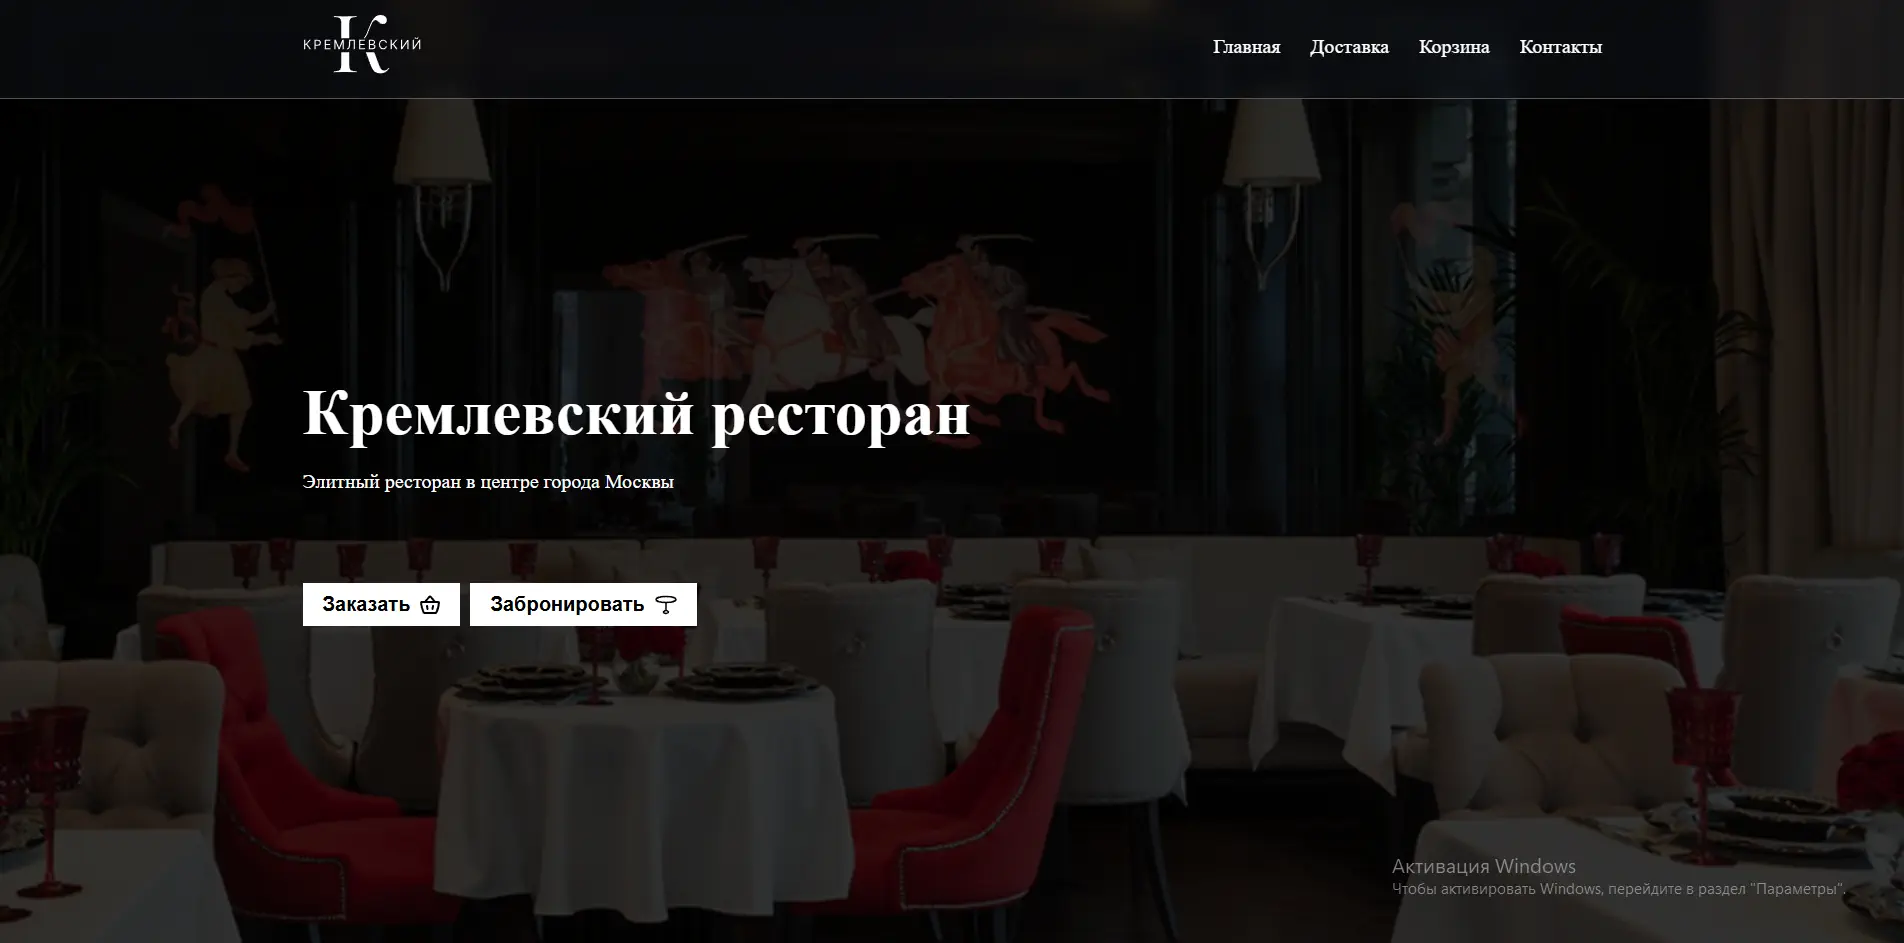 КРЕМЛЕВСКИЙ
К
Главная Доставка Корзина Контакты
Кремлевский ресторан
Элитный ресторан в центре города Москвы
Заказать Забронировать
Активация Windows
Чтобы активировать Windows, перейдите в раздел "Параметры".